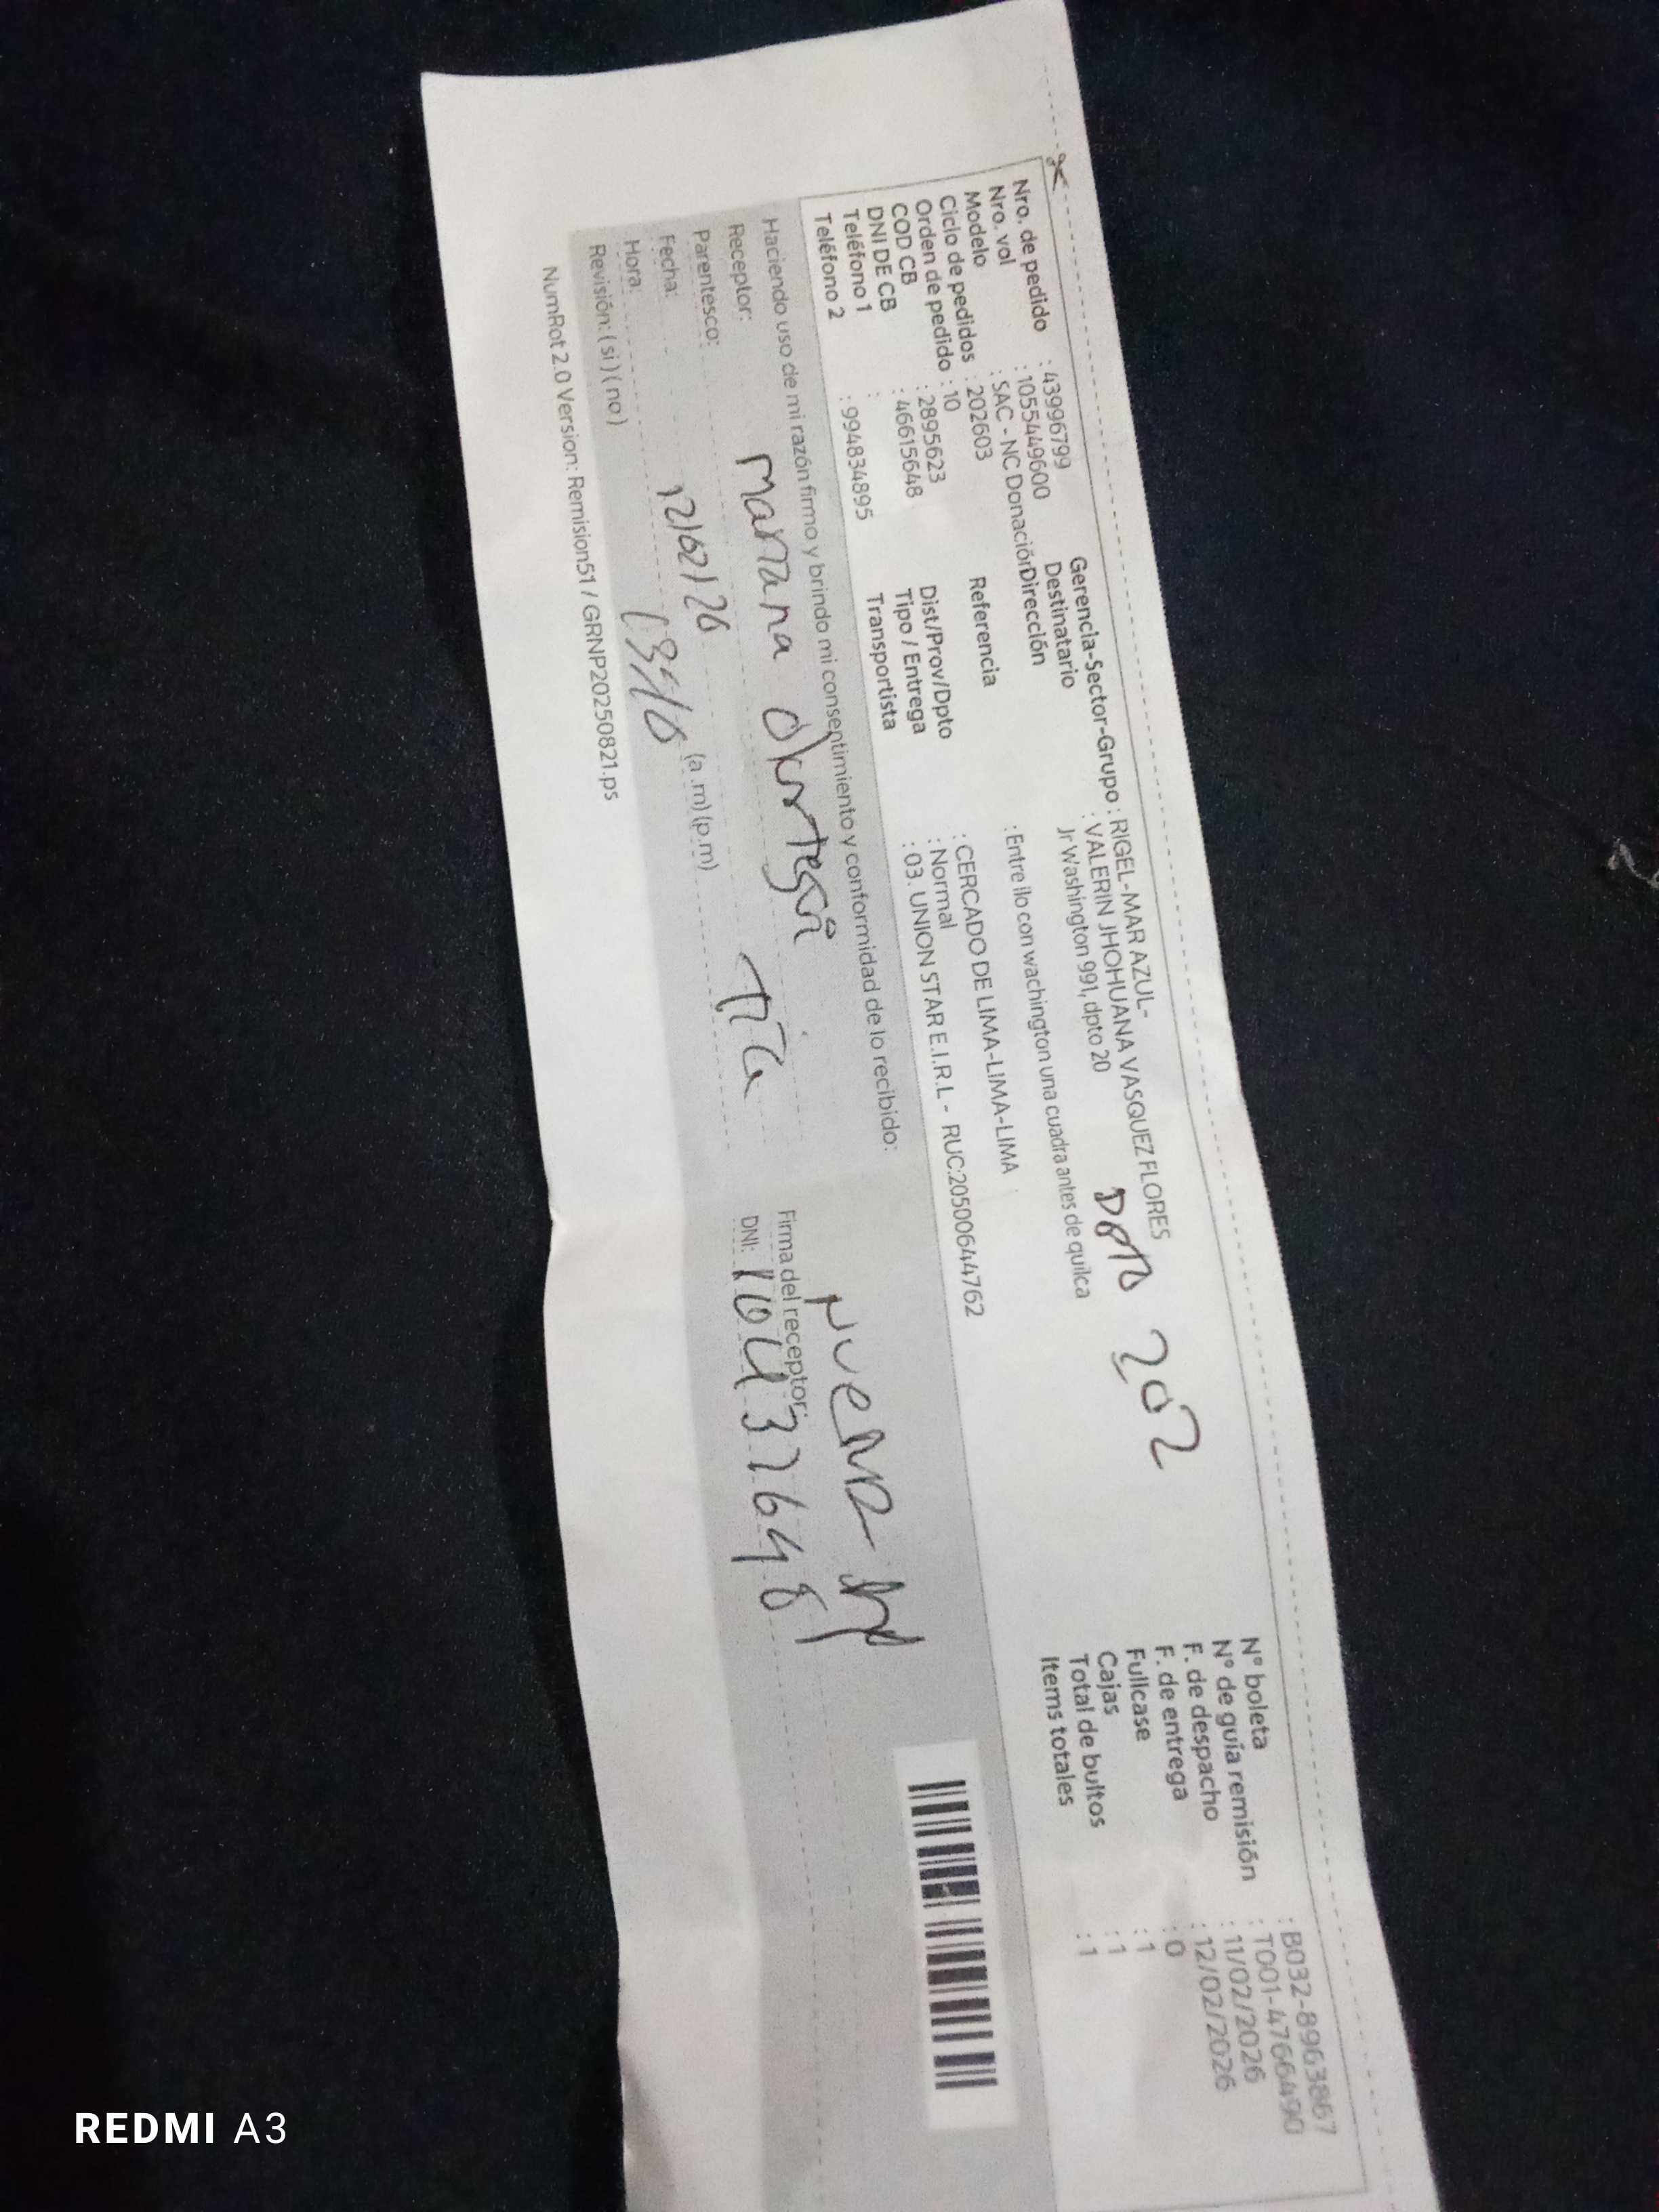 Gerencia-Sector-Grupo : RIGEL-MAR AZUL-
Nro. de pedido : 43996799 Destinatario : VALERIN JHOHUANA VASQUEZ FLORES
Nro. vol : 1055449600 Dirección Jr Washington 991, dpto 20
DPTO 202
Modelo : SAC - NC Donación
Ciclo de pedidos : 202603 Referencia : Entre ilo con wachington una cuadra antes de quilca
Orden de pedido : 10
COD CB : 2895623 Dist/Prov/Dpto : CERCADO DE LIMA-LIMA-LIMA
DNI DE CB : 46615648 Tipo / Entrega : Normal
Teléfono 1 : Transportista : 03. UNION STAR E.I.R.L - RUC:20500644762
Teléfono 2 : 994834895
N° boleta : B032-8963867
N° de guía remisión : T001-47664490
F. de despacho : 11/02/2026
F. de entrega : 12/02/2026
Fullcase : 0
Cajas : 1
Total de bultos : 1
Items totales : 1
Haciendo uso de mi razón firmo y brindo mi consentimiento y conformidad de lo recibido:
Receptor: mariana
Parentesco: Tia
Fecha: 12/02/26
Hora: (a .m) (p.m)
Revisión: ( si ) ( no )
Firma del receptor:
DNI:
NumRot 2.0 Version: Remision51 / GRNP20250821.ps
REDMI A3